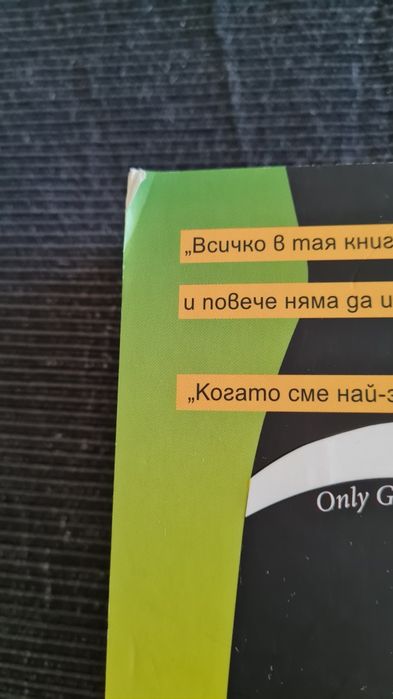 „Всичко в тая книг
и повече няма да и
„Когато сме най-з
Only G